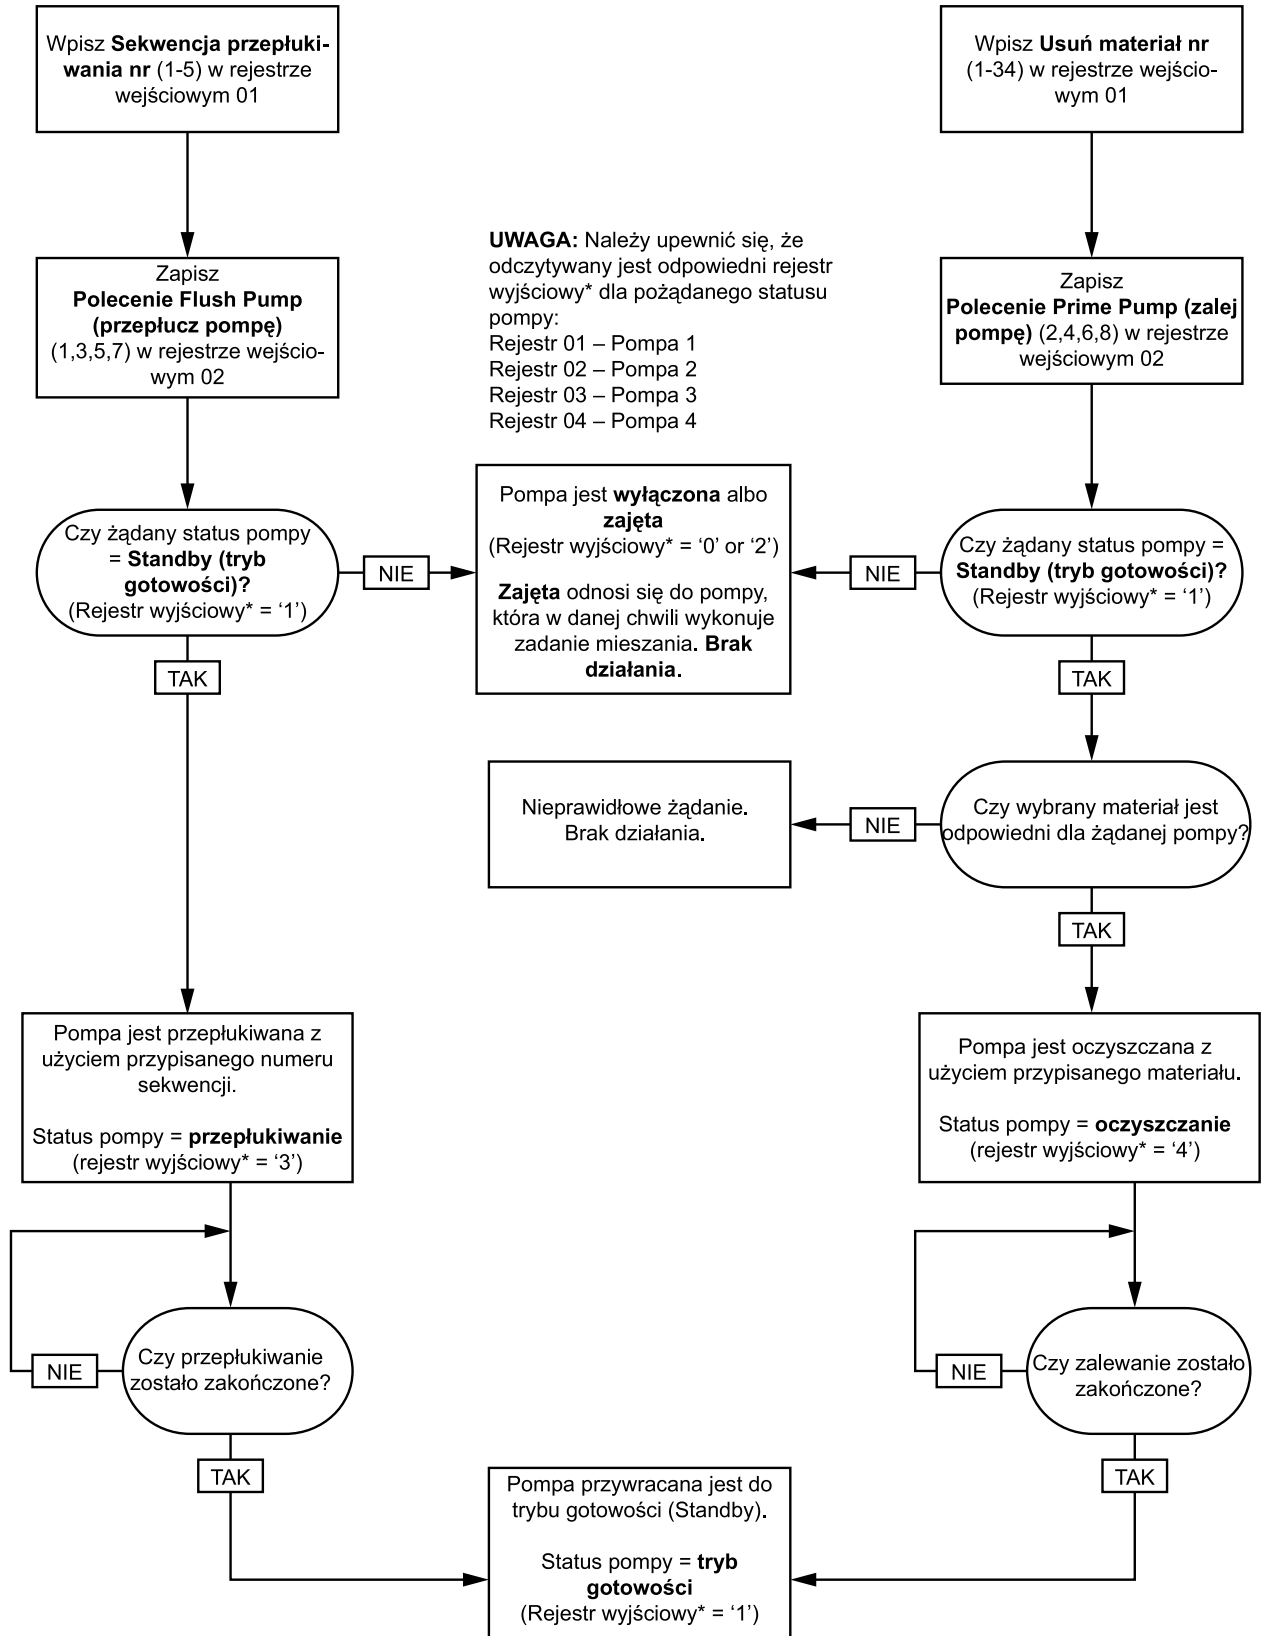 Wpisz Sekwencja przepłuki-
wania nr (1-5) w rejestrze
wejściowym 01
Wpisz Usuń materiał nr
(1-34) w rejestrze wejścio-
wym 01
Zapisz
Polecenie Flush Pump
(przepłucz pompę)
(1,3,5,7) w rejestrze wejścio-
wym 02
UWAGA: Należy upewnić się, że
odczytywany jest odpowiedni rejestr
wyjściowy* dla pożądanego statusu
pompy:
Rejestr 01 – Pompa 1
Rejestr 02 – Pompa 2
Rejestr 03 – Pompa 3
Rejestr 04 – Pompa 4
Zapisz
Polecenie Prime Pump (zalej
pompę) (2,4,6,8) w rejestrze
wejściowym 02
Czy żądany status pompy
= Standby (tryb
gotowości)?
(Rejestr wyjściowy* = ‘1’)
NIE
Pompa jest wyłączona albo
zajęta
(Rejestr wyjściowy* = ‘0’ or ‘2’)
Zajęta odnosi się do pompy,
która w danej chwili wykonuje
zadanie mieszania. Brak
działania.
NIE
Czy żądany status pompy =
Standby (tryb gotowości)?
(Rejestr wyjściowy* = ‘1’)
TAK
TAK
Nieprawidłowe żądanie.
Brak działania.
NIE
Czy wybrany materiał jest
odpowiedni dla żądanej pompy?
TAK
Pompa jest przepłukiwana z
użyciem przypisanego numeru
sekwencji.
Status pompy = przepłukiwanie
(rejestr wyjściowy* = ‘3’)
Pompa jest oczyszczana z
użyciem przypisanego materiału.
Status pompy = oczyszczanie
(rejestr wyjściowy* = ‘4’)
NIE
Czy przepłukiwanie
zostało zakończone?
NIE
Czy zalewanie zostało
zakończone?
TAK
TAK
Pompa przywracana jest do
trybu gotowości (Standby).
Status pompy = tryb
gotowości
(Rejestr wyjściowy* = ‘1’)